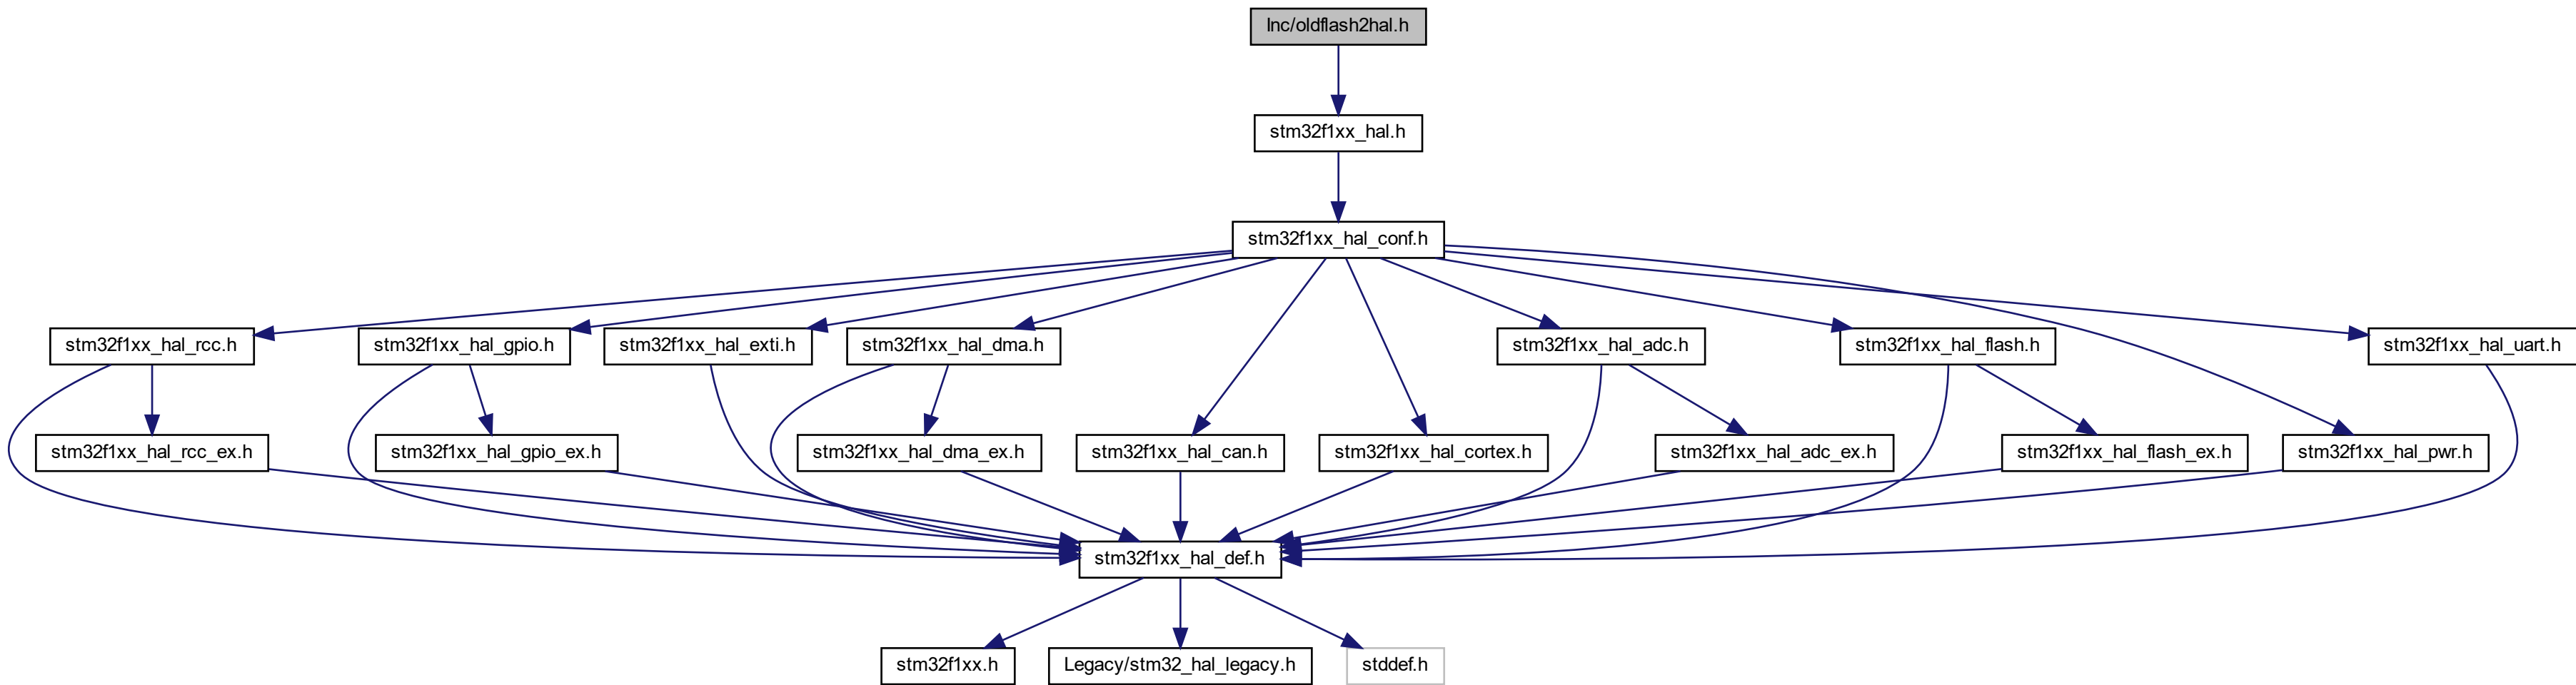 Inc/oldflash2hal.h
stm32f1xx_hal.h
stm32f1xx_hal_conf.h
stm32f1xx_hal_rcc.h
stm32f1xx_hal_gpio.h
stm32f1xx_hal_exti.h
stm32f1xx_hal_dma.h
stm32f1xx_hal_adc.h
stm32f1xx_hal_flash.h
stm32f1xx_hal_uart.h
stm32f1xx_hal_rcc_ex.h
stm32f1xx_hal_gpio_ex.h
stm32f1xx_hal_dma_ex.h
stm32f1xx_hal_can.h
stm32f1xx_hal_cortex.h
stm32f1xx_hal_adc_ex.h
stm32f1xx_hal_flash_ex.h
stm32f1xx_hal_pwr.h
stm32f1xx_hal_def.h
stm32f1xx.h
Legacy/stm32_hal_legacy.h
stddef.h